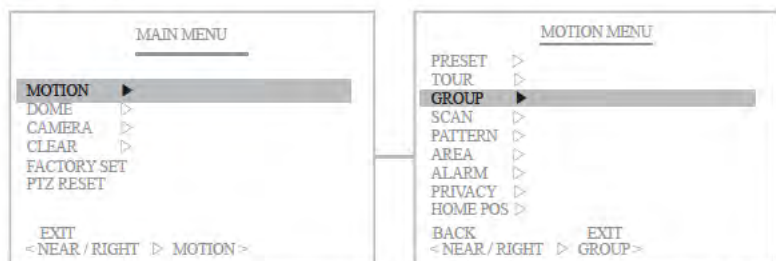 MAIN MENU
MOTION ▶
DOME ▷
CAMERA ▷
CLEAR ▷
FACTORY SET
PTZ RESET
EXIT
< NEAR / RIGHT ▷ MOTION >
MOTION MENU
PRESET ▷
TOUR ▷
GROUP ▶
SCAN ▷
PATTERN ▷
AREA ▷
ALARM ▷
PRIVACY ▷
HOME POS ▷
BACK EXIT
< NEAR / RIGHT ▷ GROUP >